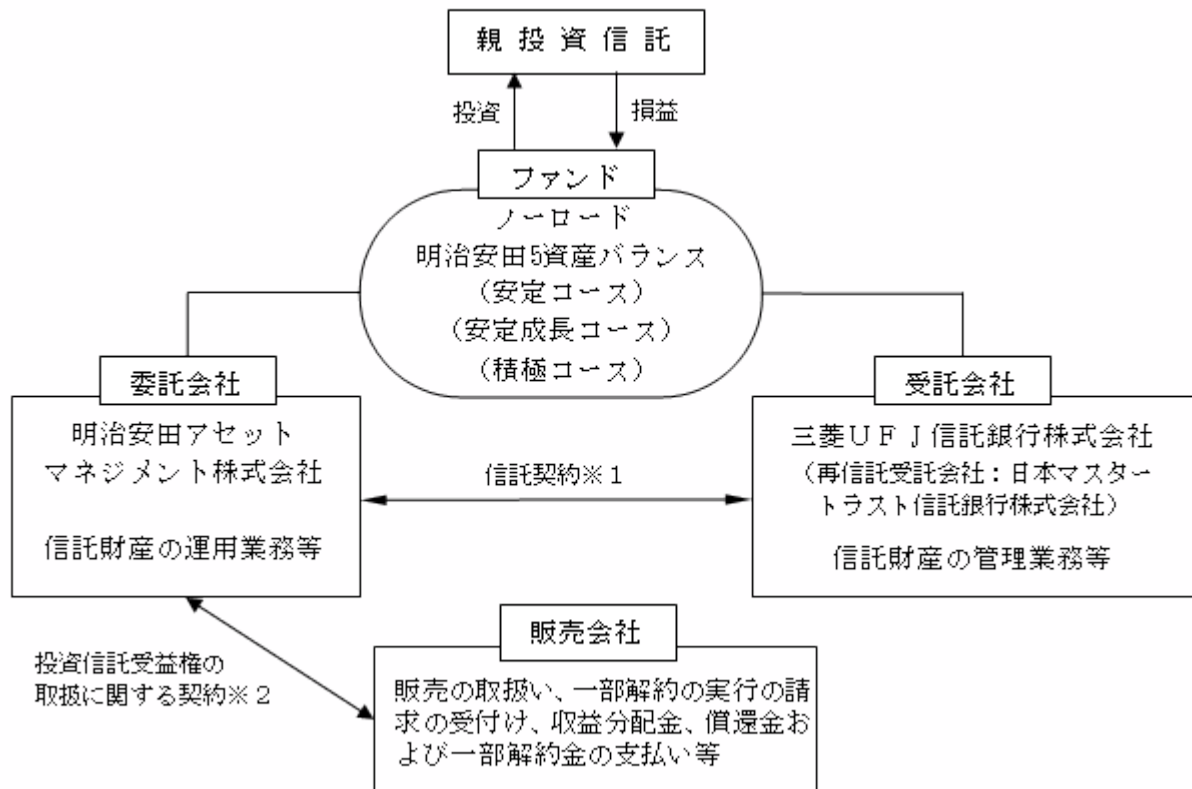 親投資信託
投資
損益
ファンド
ノーロード
明治安田5資産バランス
（安定コース）
（安定成長コース）
（積極コース）
委託会社
明治安田アセット
マネジメント株式会社
信託財産の運用業務等
信託契約※１
受託会社
三菱ＵＦＪ信託銀行株式会社
（再信託受託会社：日本マスター
トラスト信託銀行株式会社）
信託財産の管理業務等
投資信託受益権の
取扱に関する契約※２
販売会社
販売の取扱い、一部解約の実行の請
求の受付け、収益分配金、償還金お
よび一部解約金の支払い等